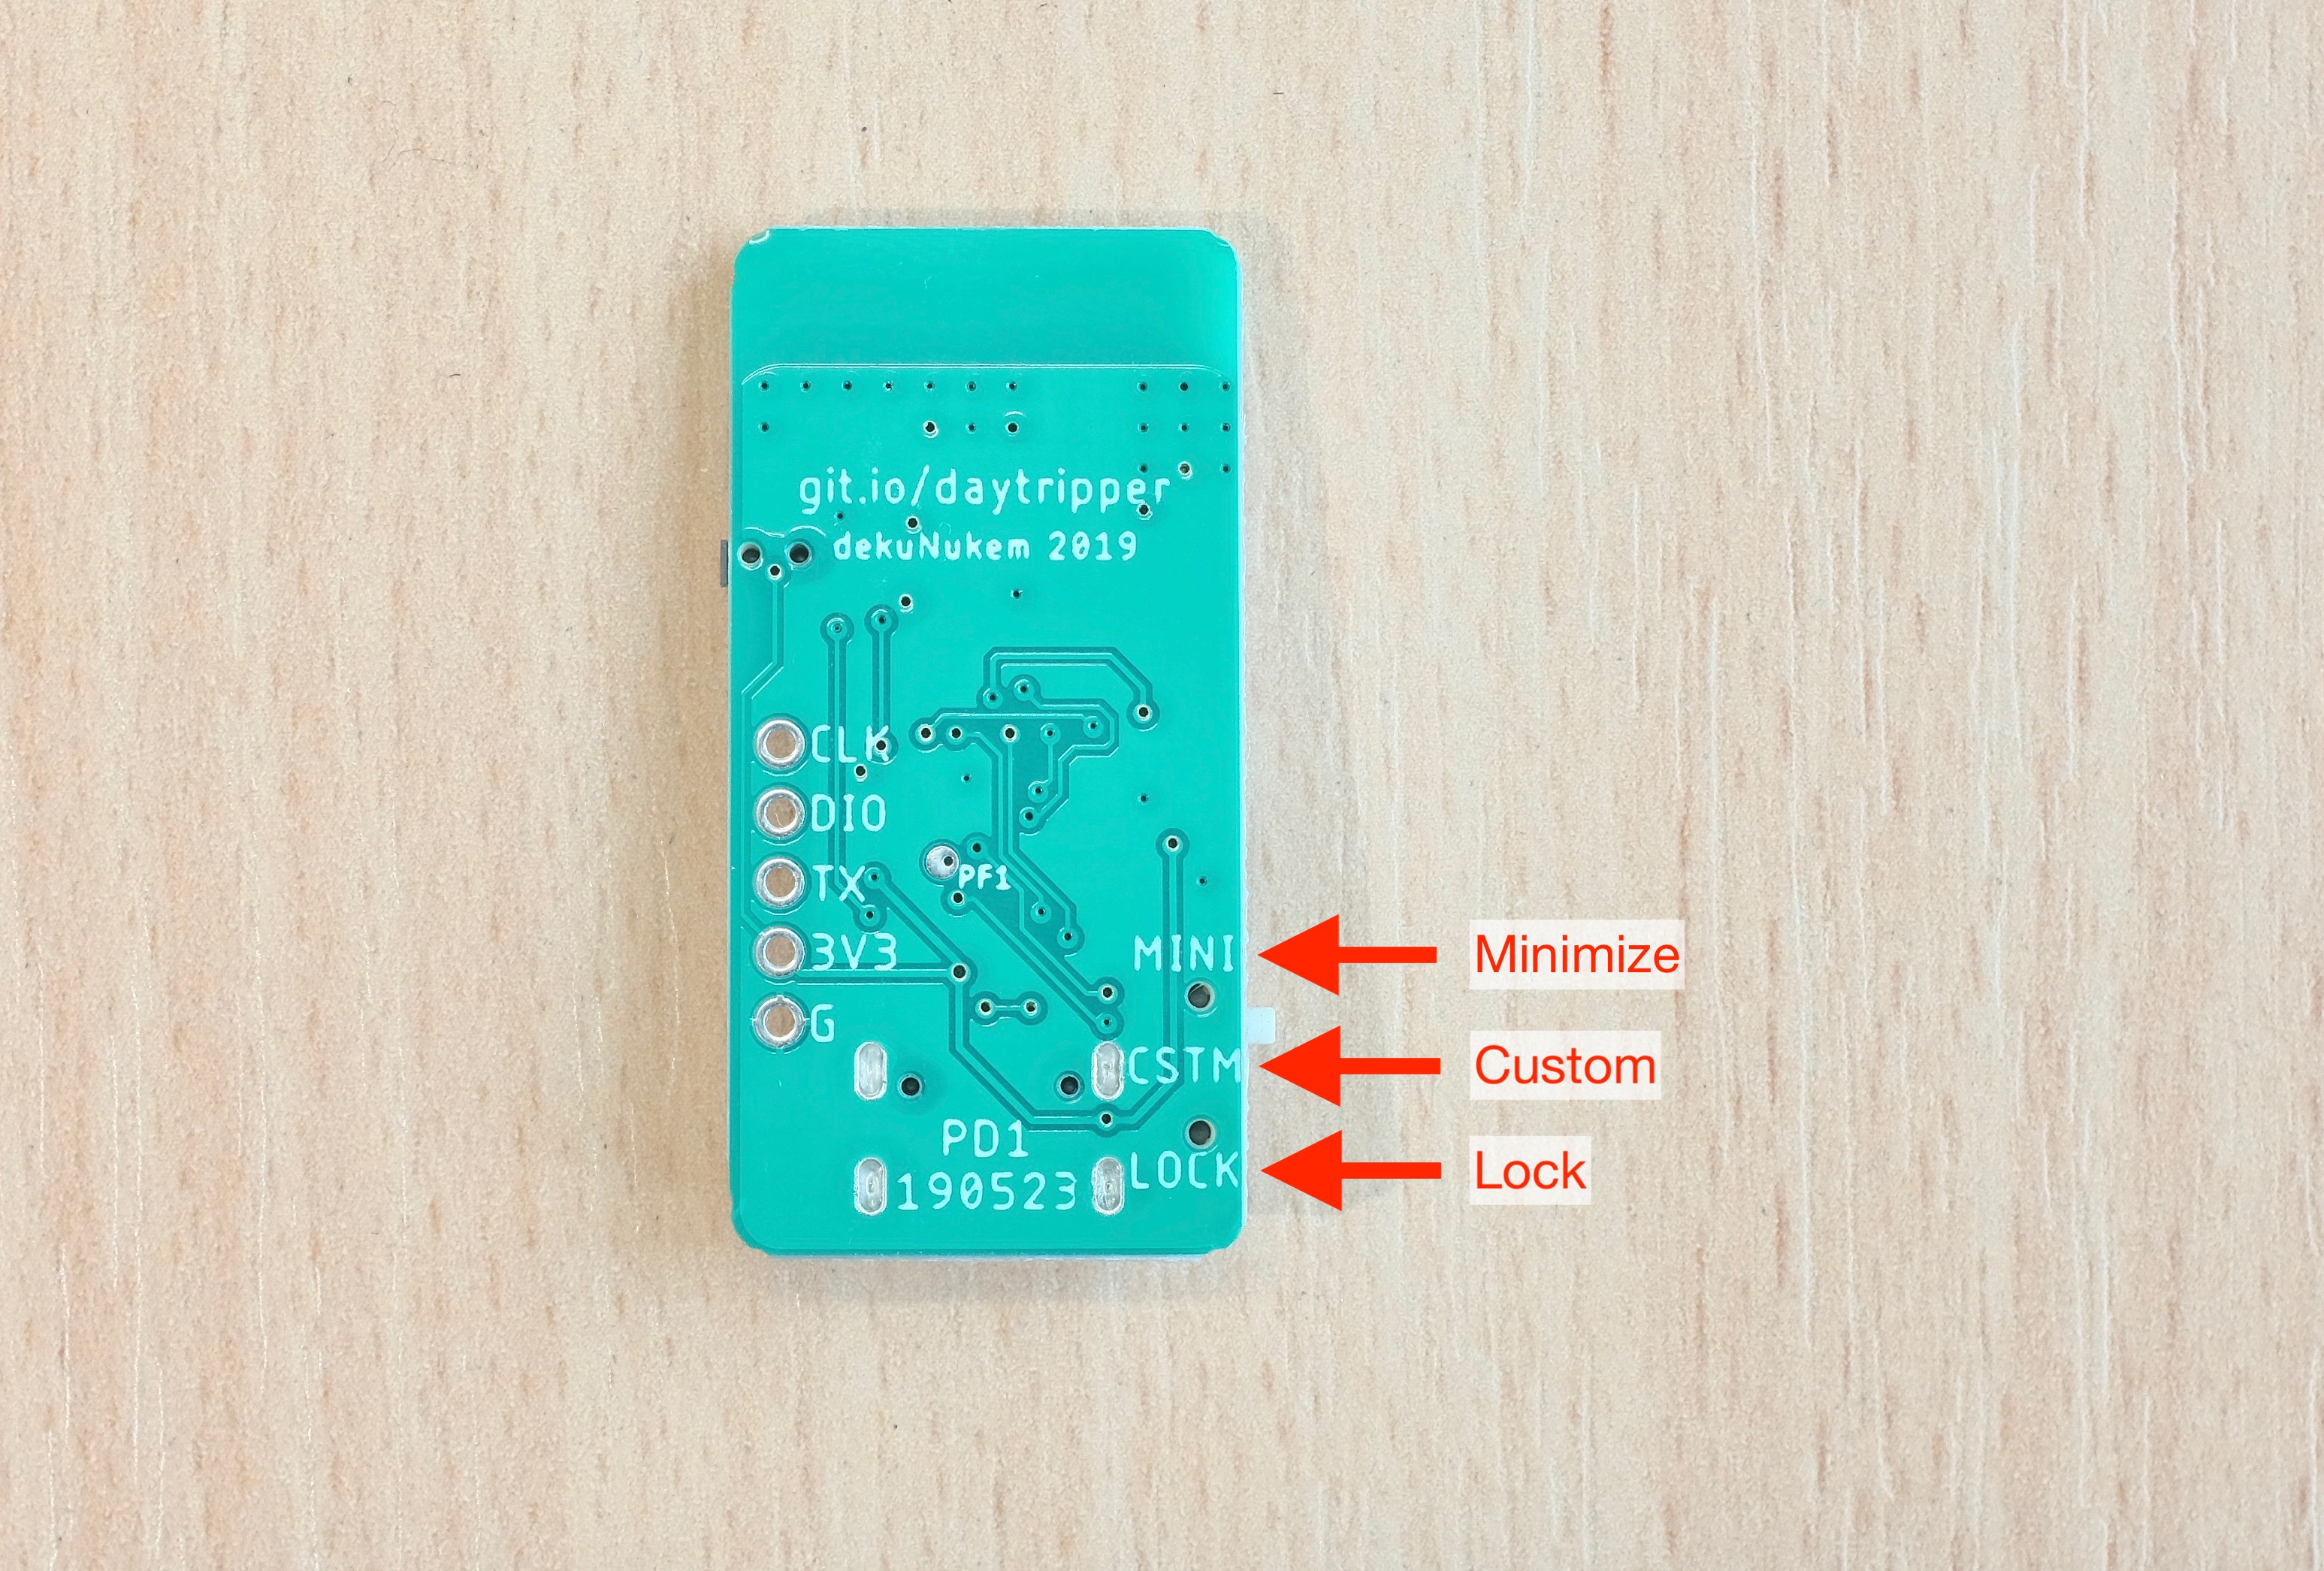 git.io/daytripper
dekuNukem 2019
CLK
DIO
TX
PF1
3V3
MINI
Minimize
G
CSTM
Custom
PD1
LOCK
Lock
190523